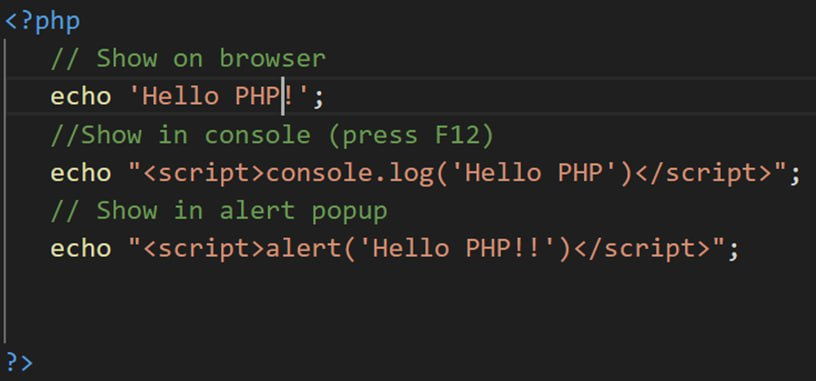 <?php
// Show on browser
echo 'Hello PHP!';
//Show in console (press F12)
echo "<script>console.log('Hello PHP')</script>";
// Show in alert popup
echo "<script>alert('Hello PHP!!')</script>";
?>